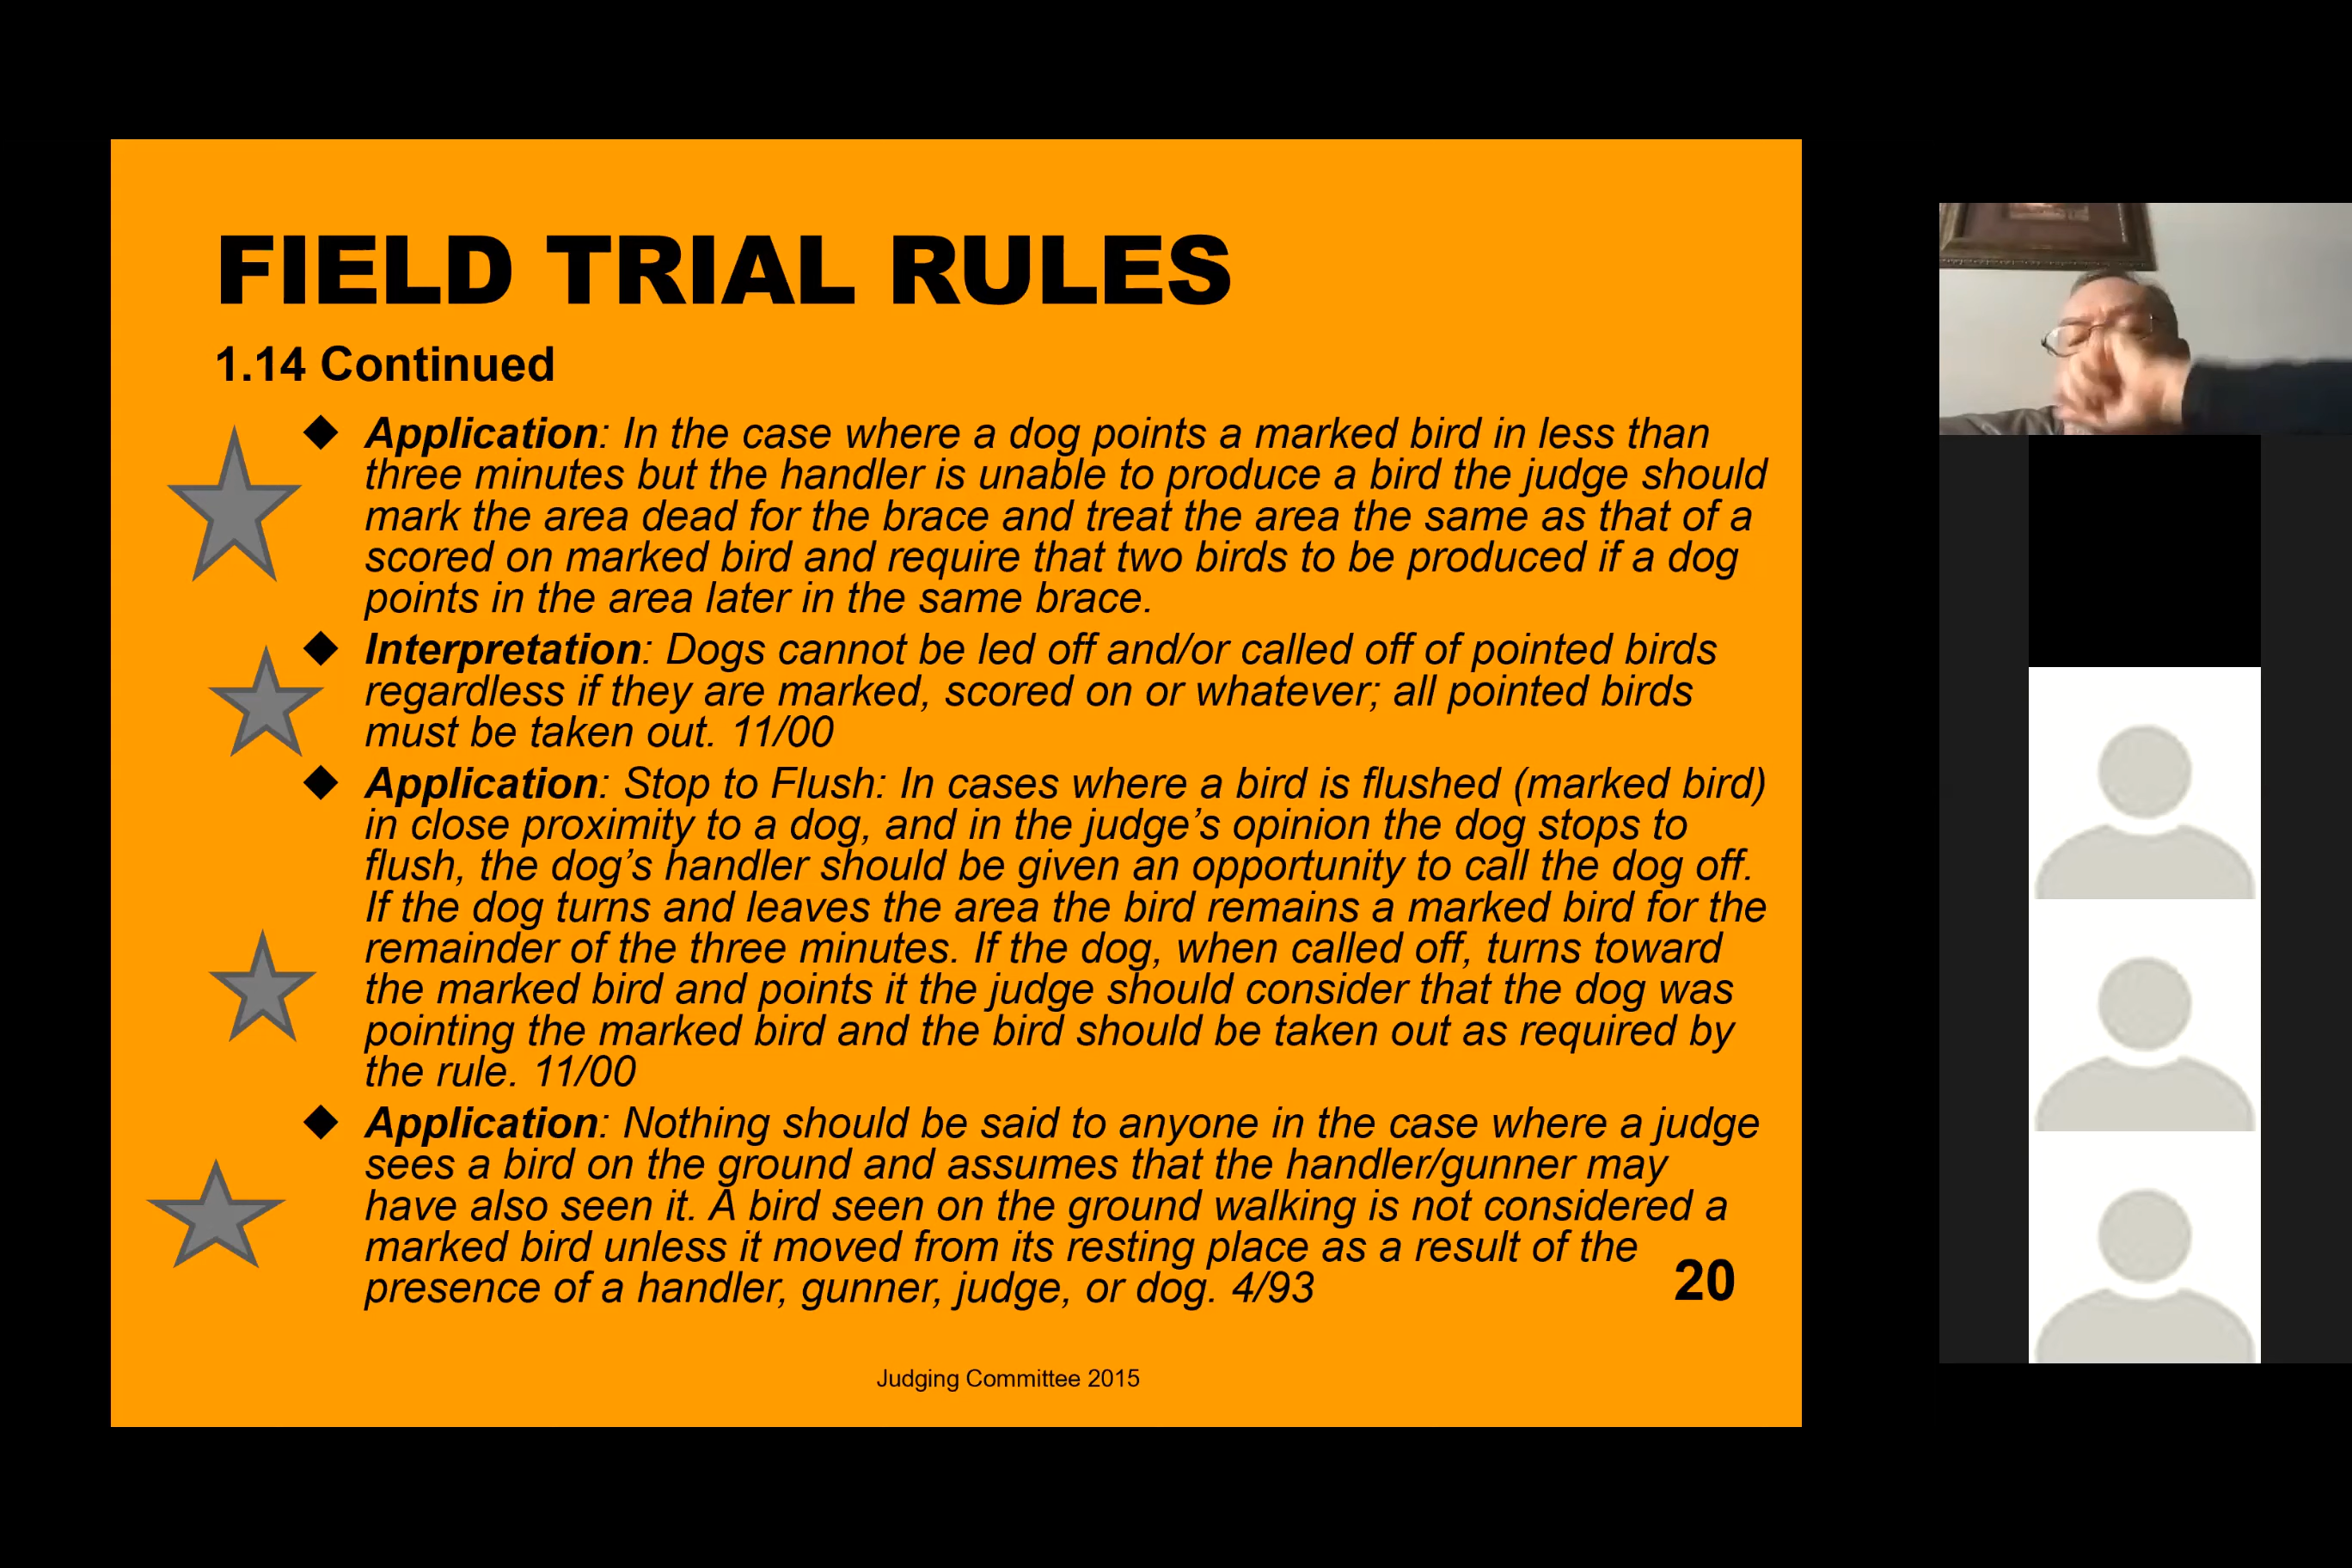 FIELD TRIAL RULES
1.14 Continued
◆ Application: In the case where a dog points a marked bird in less than
three minutes but the handler is unable to produce a bird the judge should
mark the area dead for the brace and treat the area the same as that of a
scored on marked bird and require that two birds to be produced if a dog
points in the area later in the same brace.
◆ Interpretation: Dogs cannot be led off and/or called off of pointed birds
regardless if they are marked, scored on or whatever; all pointed birds
must be taken out. 11/00
◆ Application: Stop to Flush: In cases where a bird is flushed (marked bird)
in close proximity to a dog, and in the judge’s opinion the dog stops to
flush, the dog’s handler should be given an opportunity to call the dog off.
If the dog turns and leaves the area the bird remains a marked bird for the
remainder of the three minutes. If the dog, when called off, turns toward
the marked bird and points it the judge should consider that the dog was
pointing the marked bird and the bird should be taken out as required by
the rule. 11/00
◆ Application: Nothing should be said to anyone in the case where a judge
sees a bird on the ground and assumes that the handler/gunner may
have also seen it. A bird seen on the ground walking is not considered a
marked bird unless it moved from its resting place as a result of the
presence of a handler, gunner, judge, or dog. 4/93
20
Judging Committee 2015